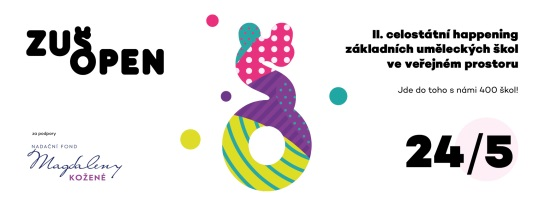 ZUŠ
OPEN
za podpory
NADAČNÍ FOND
Magdaleny
KOŽENÉ
II. celostátní happening
základních uměleckých škol
ve veřejném prostoru
Jde do toho s námi 400 škol!
24/5